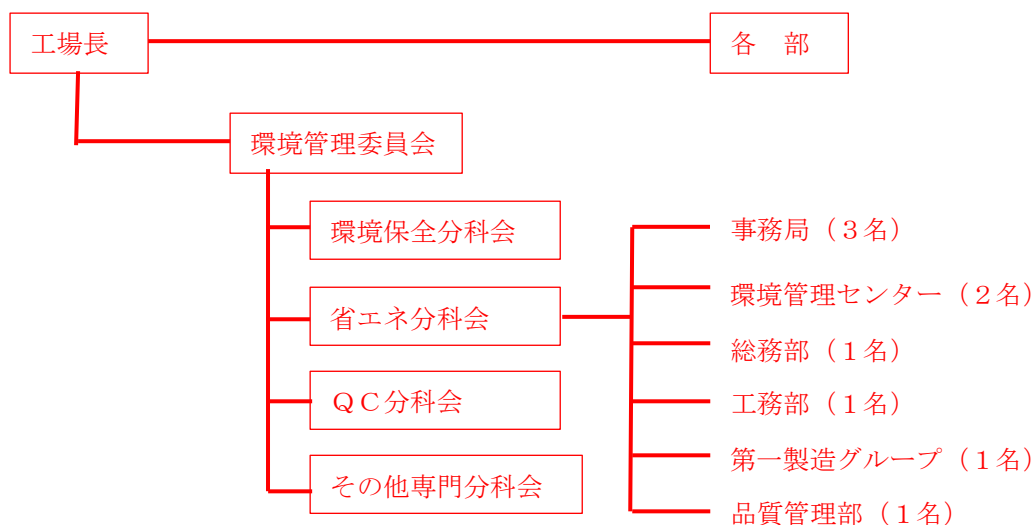 工場長
各　部
環境管理委員会
環境保全分科会
省エネ分科会
ＱＣ分科会
その他専門分科会
事務局（３名）
環境管理センター（２名）
総務部（１名）
工務部（１名）
第一製造グループ（１名）
品質管理部（１名）